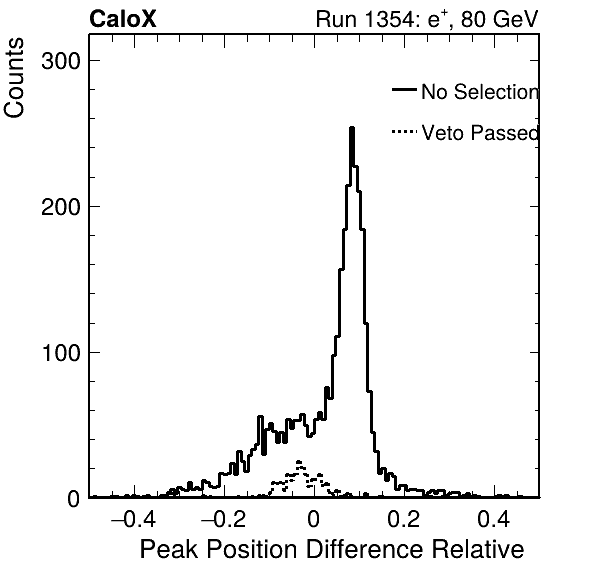 CaloX Run 1354: e⁺, 80 GeV
Counts
300
200
100
0
No Selection
Veto Passed
−0.4 −0.2 0 0.2 0.4
Peak Position Difference Relative